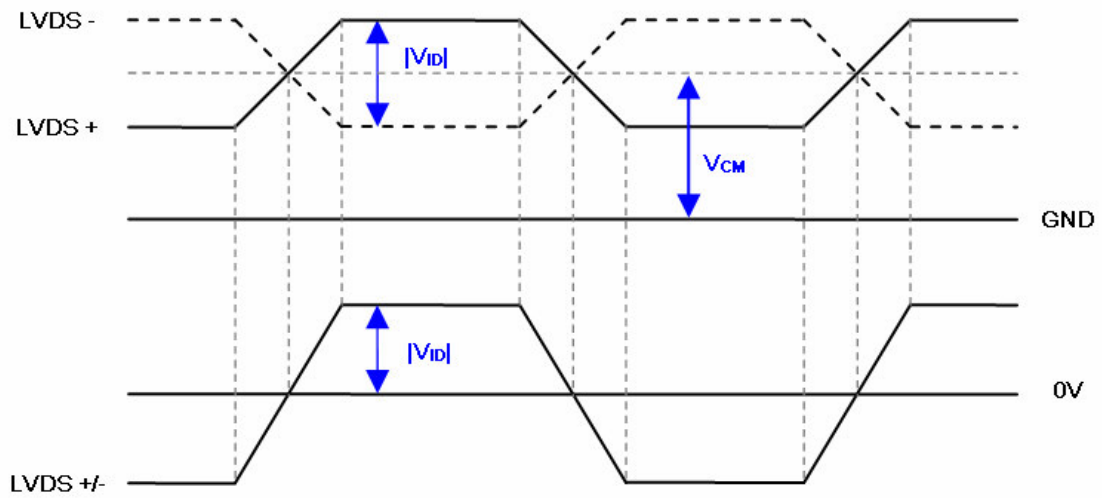 LVDS -
|VID|
LVDS +
VCM
GND
|VID|
0V
LVDS +/-